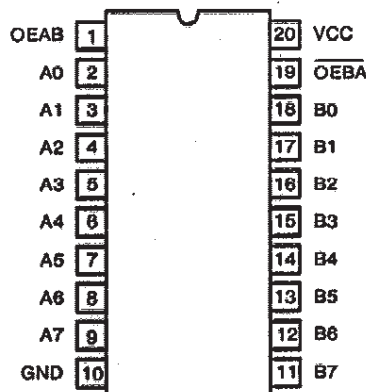 OEAB 1 20 VCC
A0 2 19 O̅E̅B̅A̅
A1 3 18 B0
A2 4 17 B1
A3 5 16 B2
A4 6 15 B3
A5 7 14 B4
A6 8 13 B5
A7 9 12 B6
GND 10 11 B7